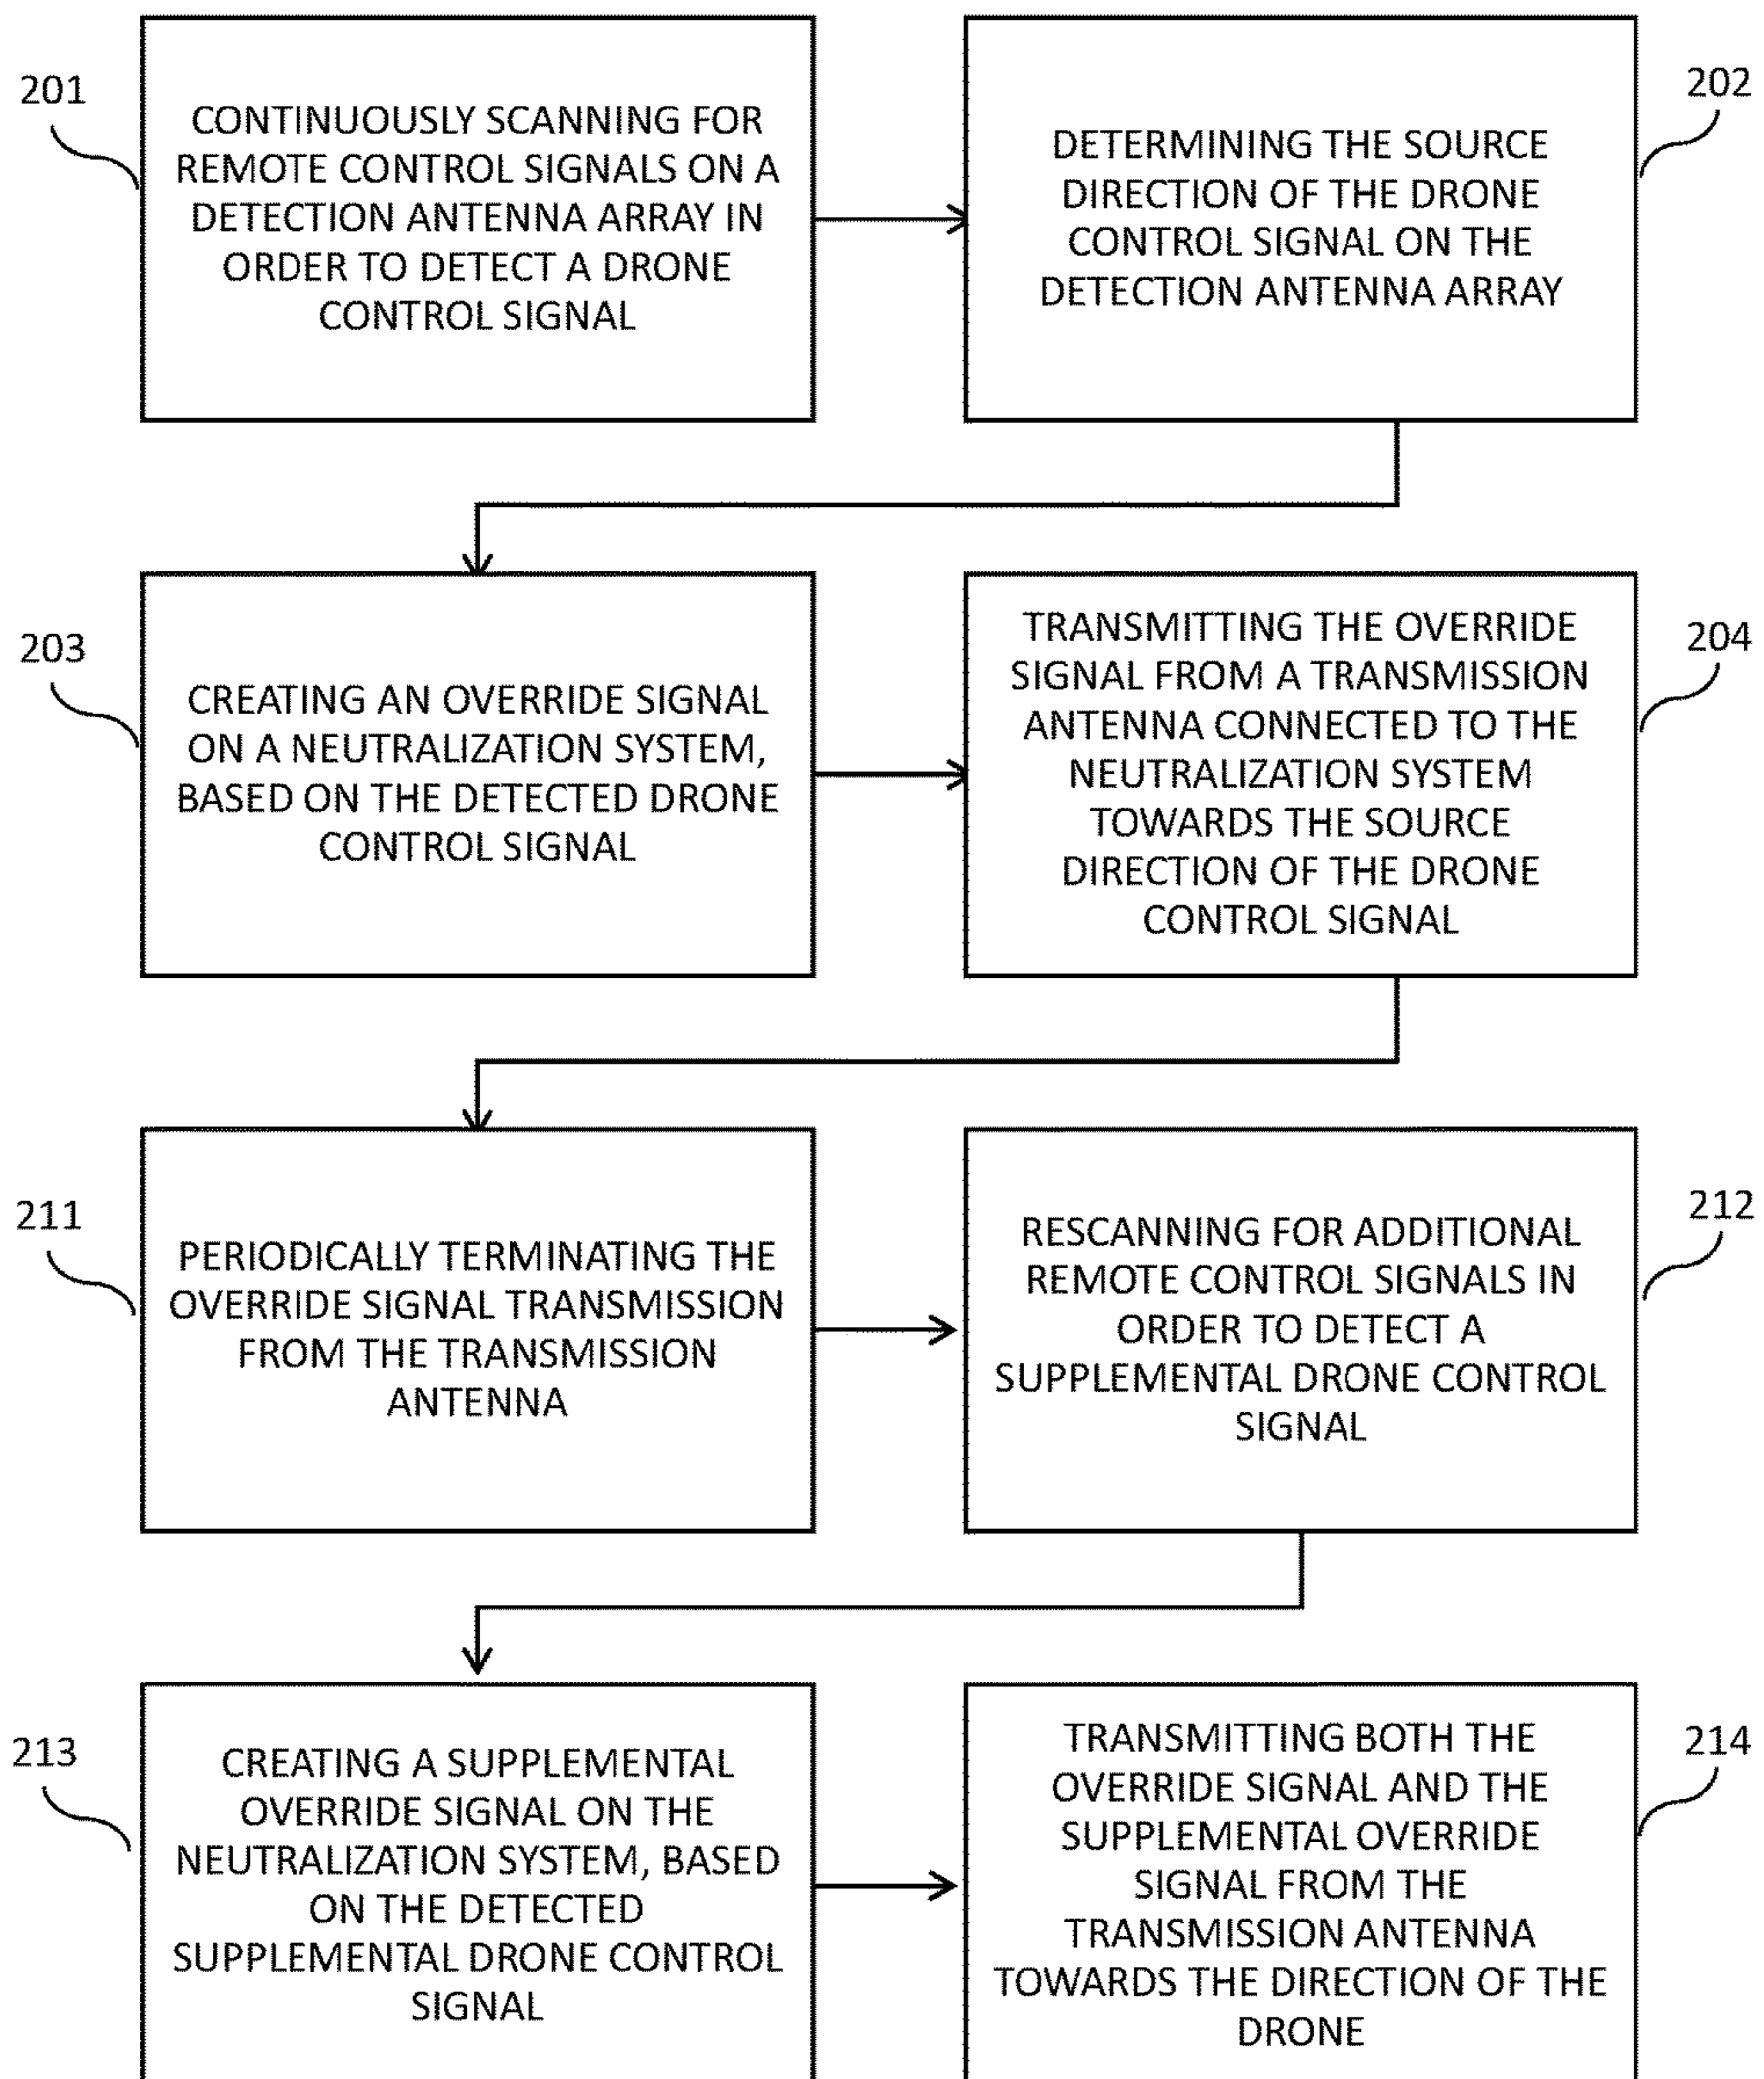 201
CONTINUOUSLY SCANNING FOR
REMOTE CONTROL SIGNALS ON A
DETECTION ANTENNA ARRAY IN
ORDER TO DETECT A DRONE
CONTROL SIGNAL
202
DETERMINING THE SOURCE
DIRECTION OF THE DRONE
CONTROL SIGNAL ON THE
DETECTION ANTENNA ARRAY
203
CREATING AN OVERRIDE SIGNAL
ON A NEUTRALIZATION SYSTEM,
BASED ON THE DETECTED DRONE
CONTROL SIGNAL
204
TRANSMITTING THE OVERRIDE
SIGNAL FROM A TRANSMISSION
ANTENNA CONNECTED TO THE
NEUTRALIZATION SYSTEM
TOWARDS THE SOURCE
DIRECTION OF THE DRONE
CONTROL SIGNAL
211
PERIODICALLY TERMINATING THE
OVERRIDE SIGNAL TRANSMISSION
FROM THE TRANSMISSION
ANTENNA
212
RESCANNING FOR ADDITIONAL
REMOTE CONTROL SIGNALS IN
ORDER TO DETECT A
SUPPLEMENTAL DRONE CONTROL
SIGNAL
213
CREATING A SUPPLEMENTAL
OVERRIDE SIGNAL ON THE
NEUTRALIZATION SYSTEM, BASED
ON THE DETECTED
SUPPLEMENTAL DRONE CONTROL
SIGNAL
214
TRANSMITTING BOTH THE
OVERRIDE SIGNAL AND THE
SUPPLEMENTAL OVERRIDE
SIGNAL FROM THE
TRANSMISSION ANTENNA
TOWARDS THE DIRECTION OF THE
DRONE